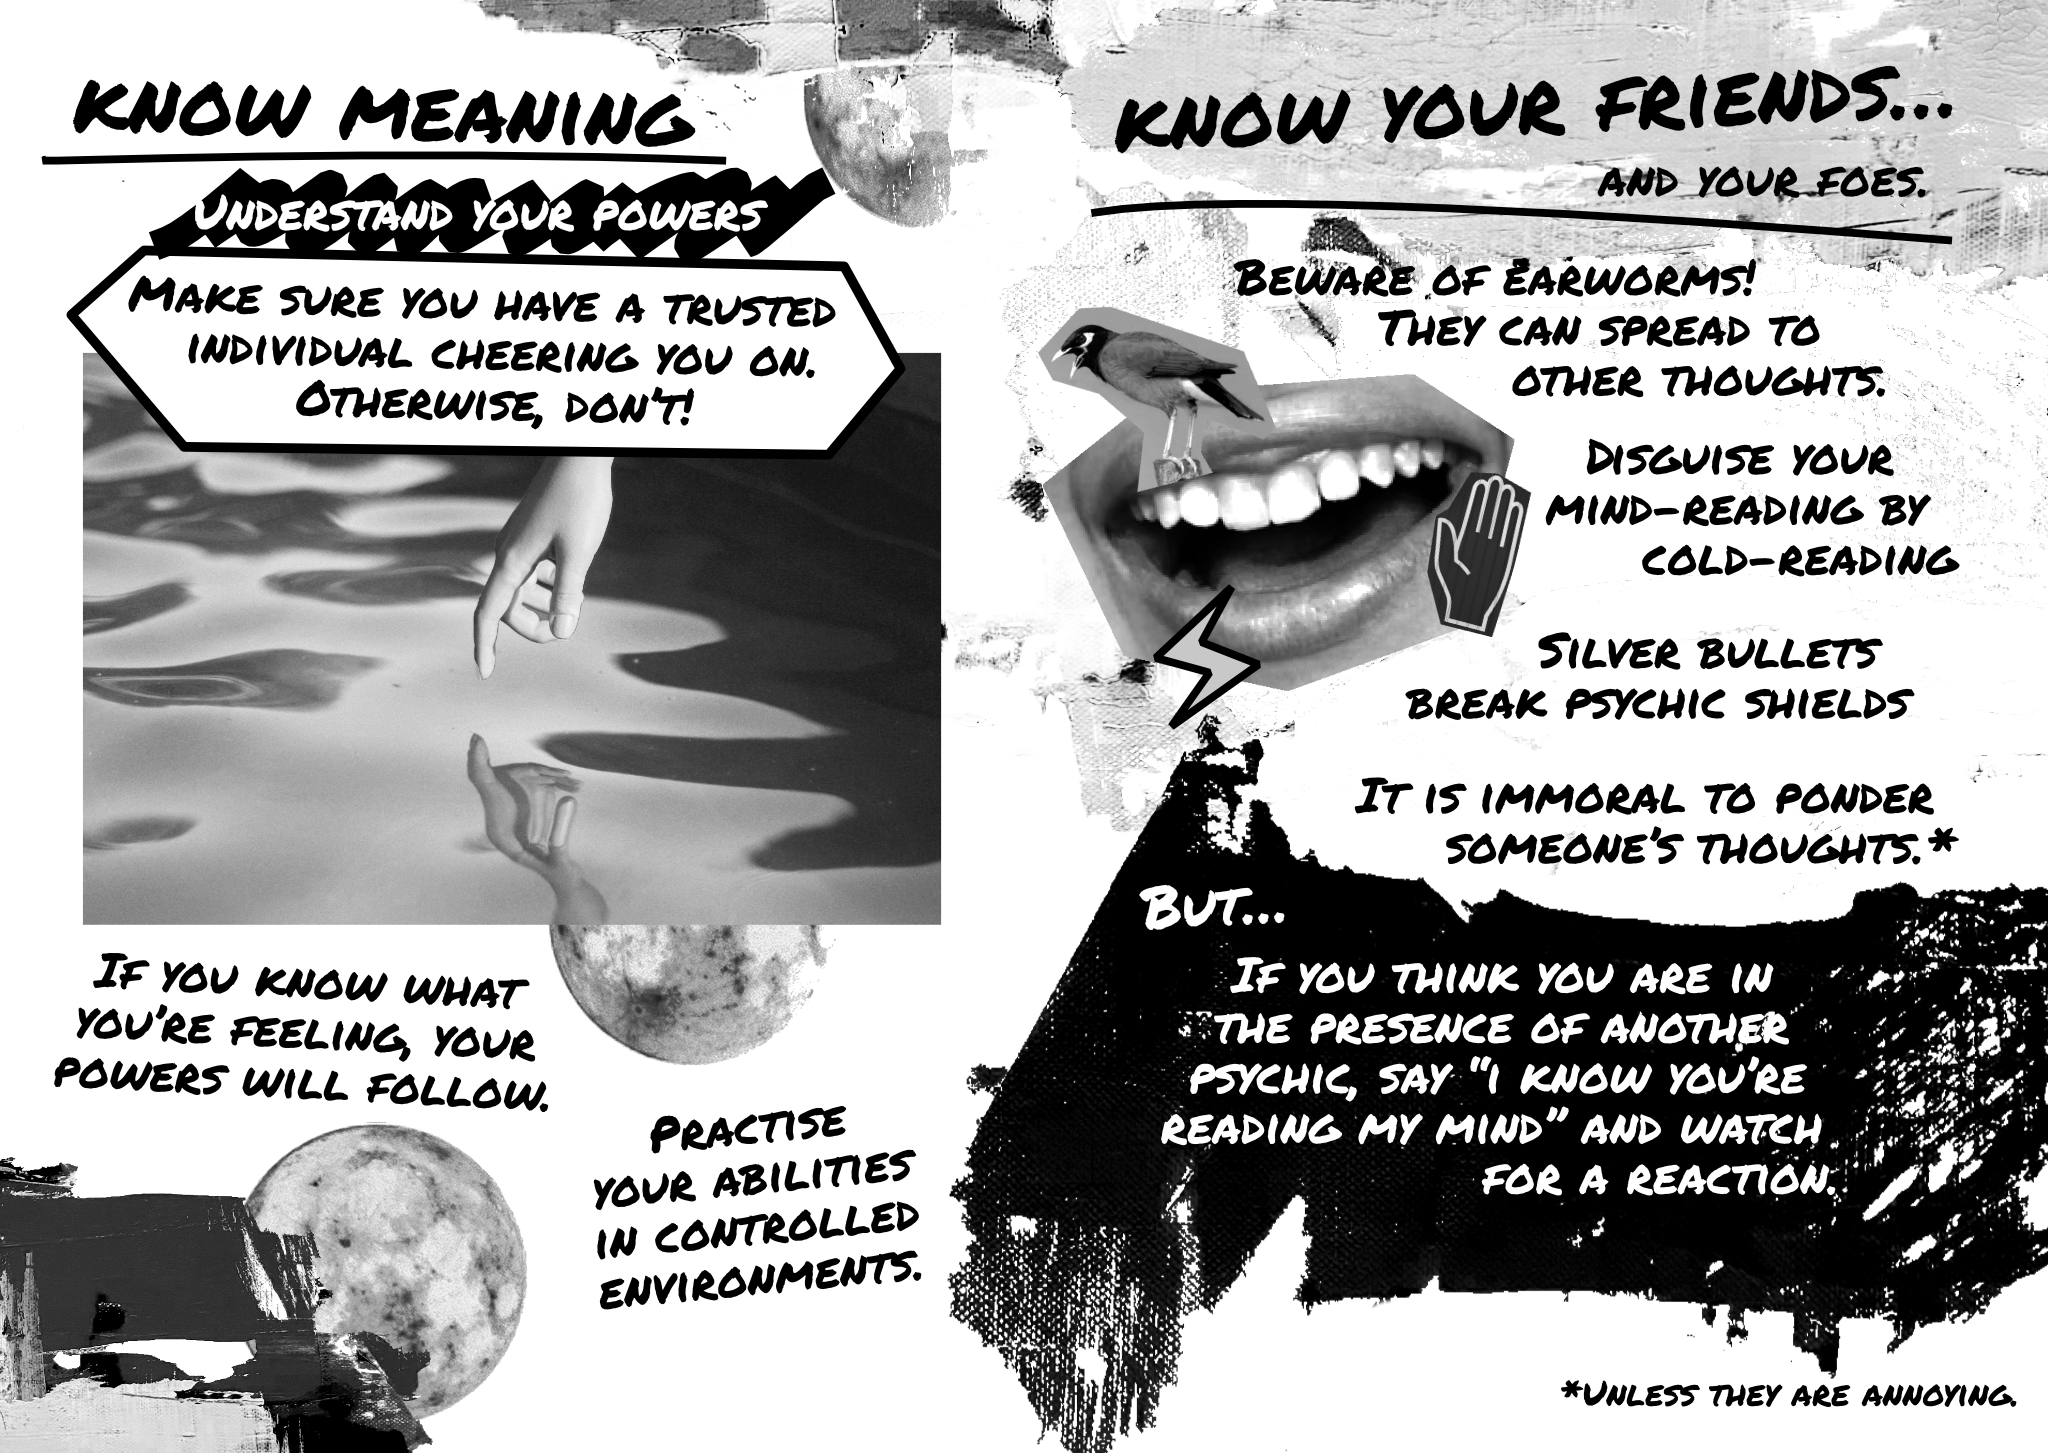 KNOW MEANING
UNDERSTAND YOUR POWERS
MAKE SURE YOU HAVE A TRUSTED
INDIVIDUAL CHEERING YOU ON.
OTHERWISE, DON'T!
IF YOU KNOW WHAT
YOU'RE FEELING, YOUR
POWERS WILL FOLLOW.
PRACTISE
YOUR ABILITIES
IN CONTROLLED
ENVIRONMENTS.
KNOW YOUR FRIENDS...
AND YOUR FOES.
BEWARE OF EARWORMS!
THEY CAN SPREAD TO
OTHER THOUGHTS.
DISGUISE YOUR
MIND-READING BY
COLD-READING
SILVER BULLETS
BREAK PSYCHIC SHIELDS
IT IS IMMORAL TO PONDER
SOMEONE'S THOUGHTS.*
BUT...
IF YOU THINK YOU ARE IN
THE PRESENCE OF ANOTHER
PSYCHIC, SAY "I KNOW YOU'RE
READING MY MIND" AND WATCH
FOR A REACTION.
*UNLESS THEY ARE ANNOYING.